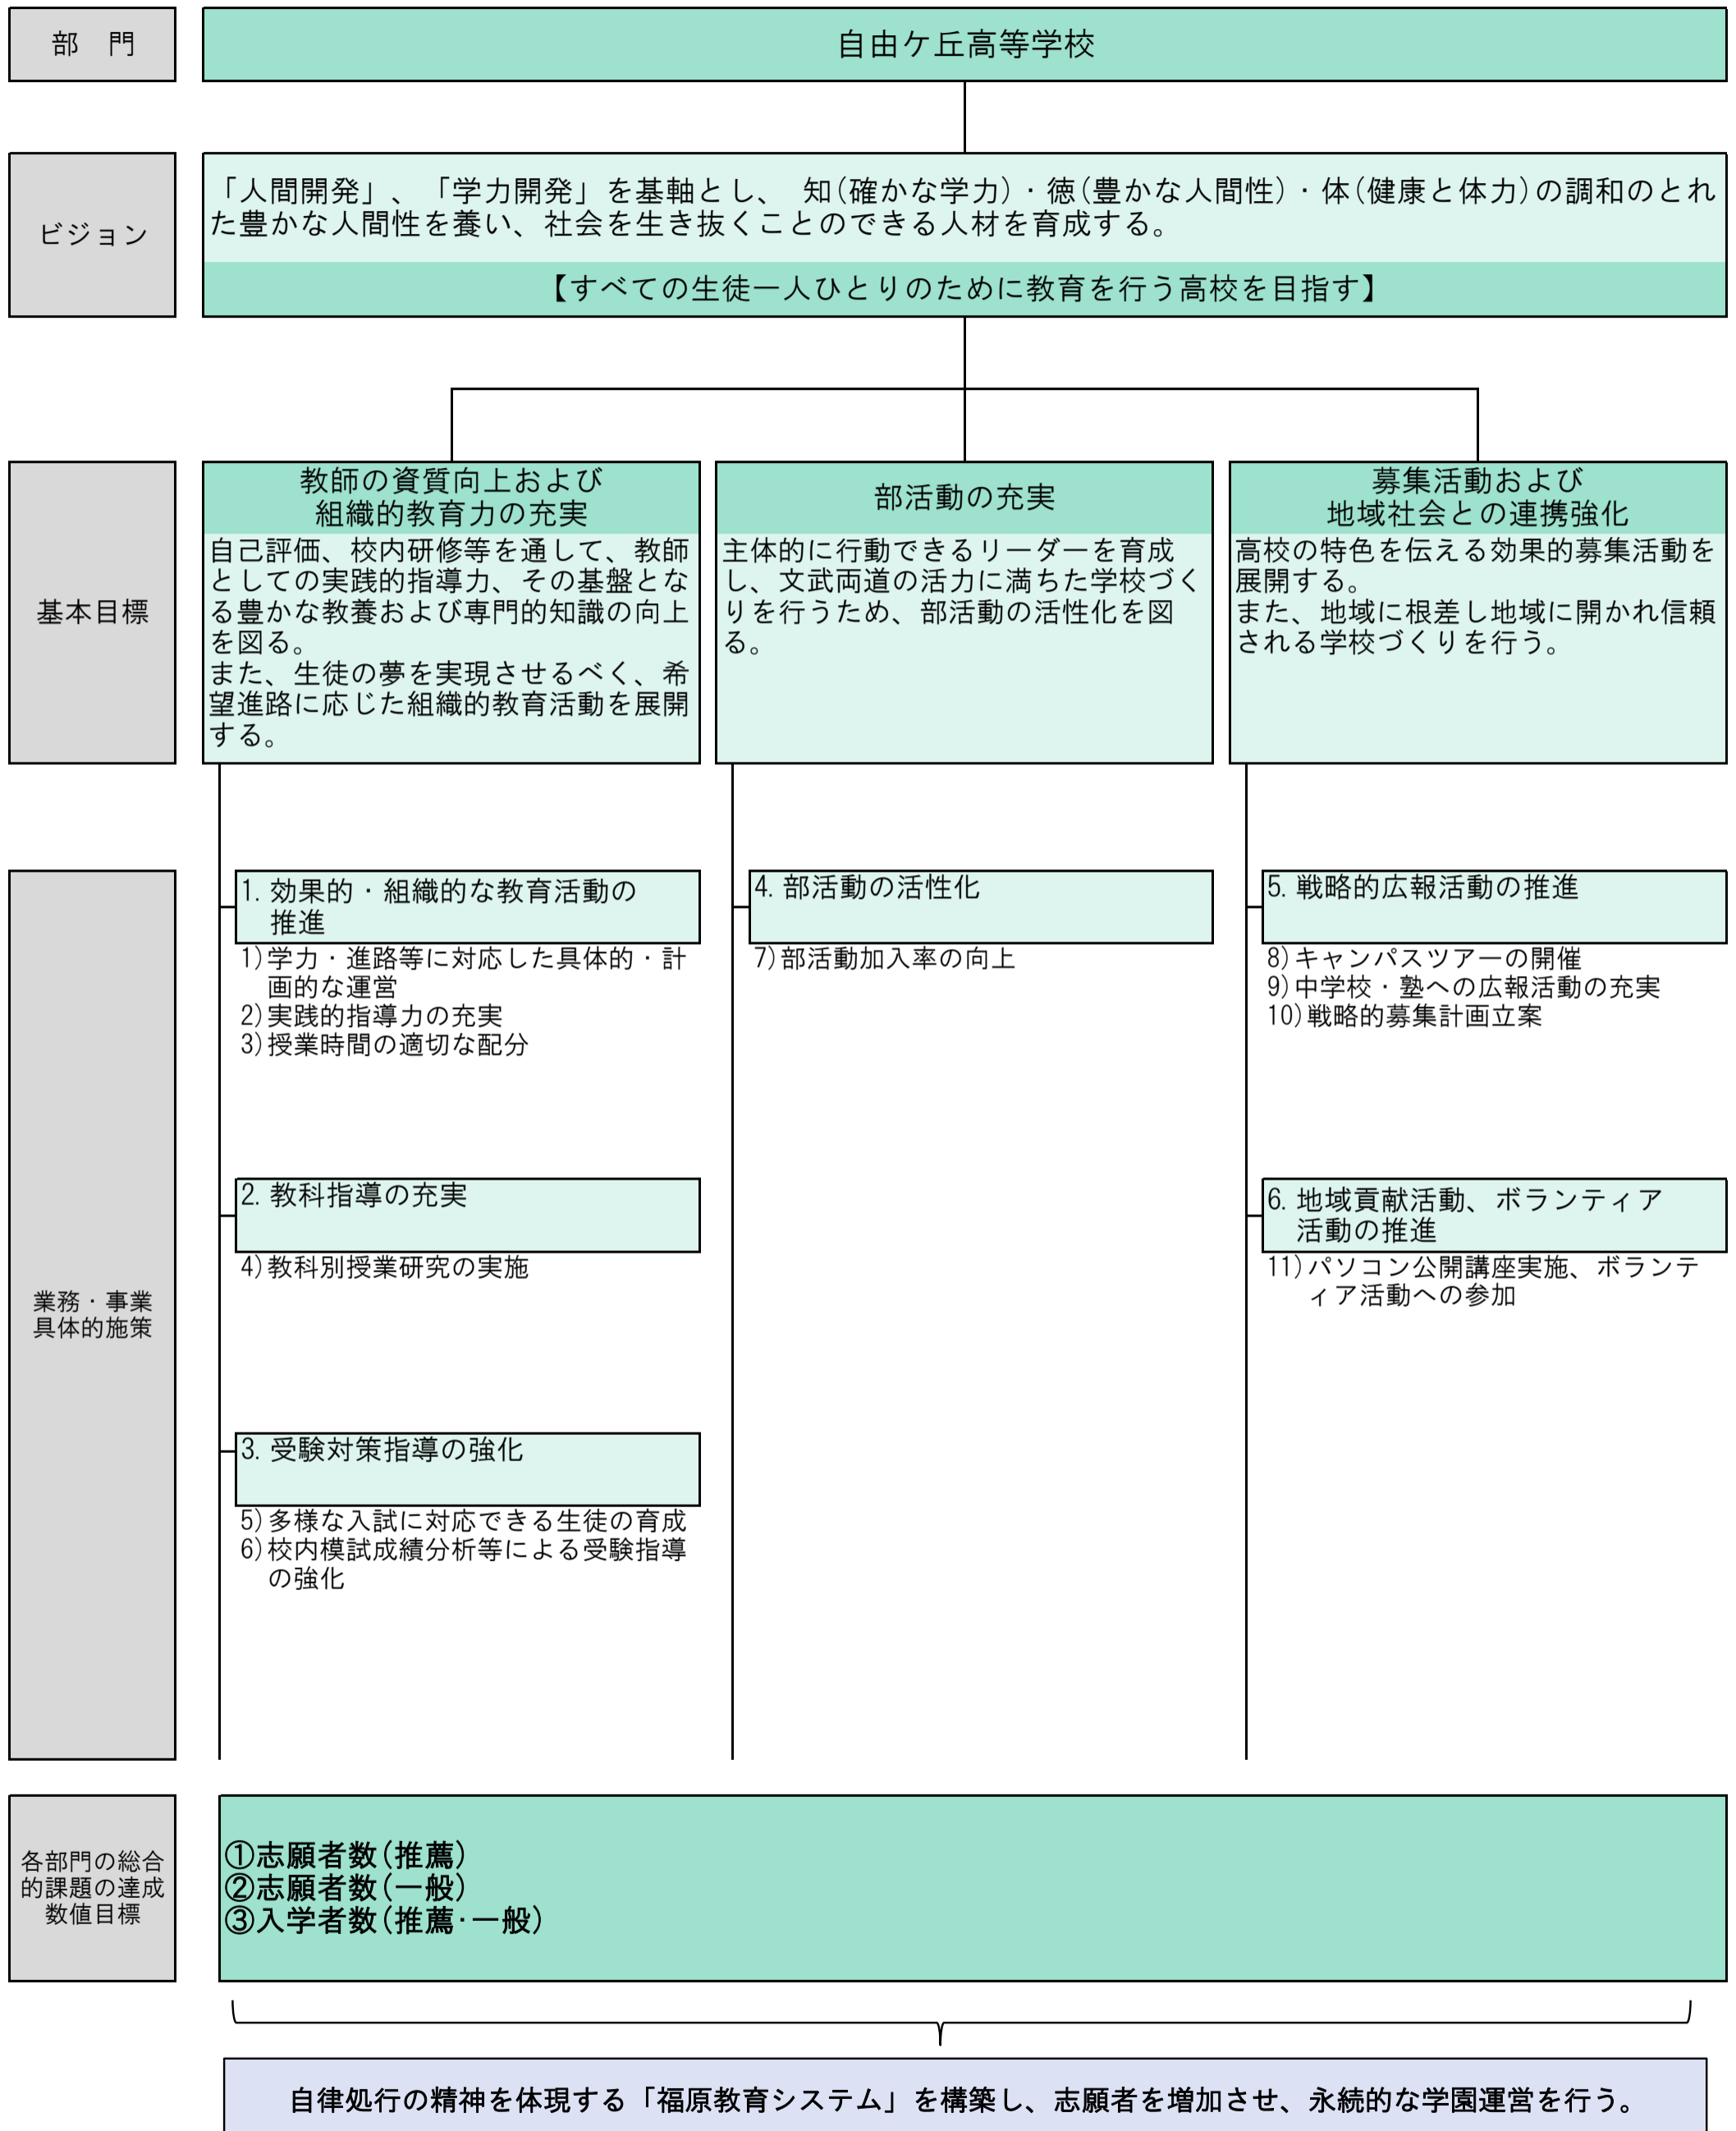 部　門
自由ケ丘高等学校
ビジョン
「人間開発」、「学力開発」を基軸とし、 知(確かな学力)・徳(豊かな人間性)・体(健康と体力)の調和のとれ
た豊かな人間性を養い、社会を生き抜くことのできる人材を育成する。
【すべての生徒一人ひとりのために教育を行う高校を目指す】
基本目標
教師の資質向上および
組織的教育力の充実
自己評価、校内研修等を通して、教師
としての実践的指導力、その基盤とな
る豊かな教養および専門的知識の向上
を図る。
また、生徒の夢を実現させるべく、希
望進路に応じた組織的教育活動を展開
する。
部活動の充実
主体的に行動できるリーダーを育成
し、文武両道の活力に満ちた学校づく
りを行うため、部活動の活性化を図
る。
募集活動および
地域社会との連携強化
高校の特色を伝える効果的募集活動を
展開する。
また、地域に根差し地域に開かれ信頼
される学校づくりを行う。
業務・事業
具体的施策
1. 効果的・組織的な教育活動の
推進
1)学力・進路等に対応した具体的・計
画的な運営
2)実践的指導力の充実
3)授業時間の適切な配分
2. 教科指導の充実
4)教科別授業研究の実施
3. 受験対策指導の強化
5)多様な入試に対応できる生徒の育成
6)校内模試成績分析等による受験指導
の強化
4. 部活動の活性化
7)部活動加入率の向上
5. 戦略的広報活動の推進
8)キャンパスツアーの開催
9)中学校・塾への広報活動の充実
10)戦略的募集計画立案
6. 地域貢献活動、ボランティア
活動の推進
11)パソコン公開講座実施、ボランテ
ィア活動への参加
各部門の総合
的課題の達成
数値目標
①志願者数(推薦)
②志願者数(一般)
③入学者数(推薦･一般)
自律処行の精神を体現する「福原教育システム」を構築し、志願者を増加させ、永続的な学園運営を行う。